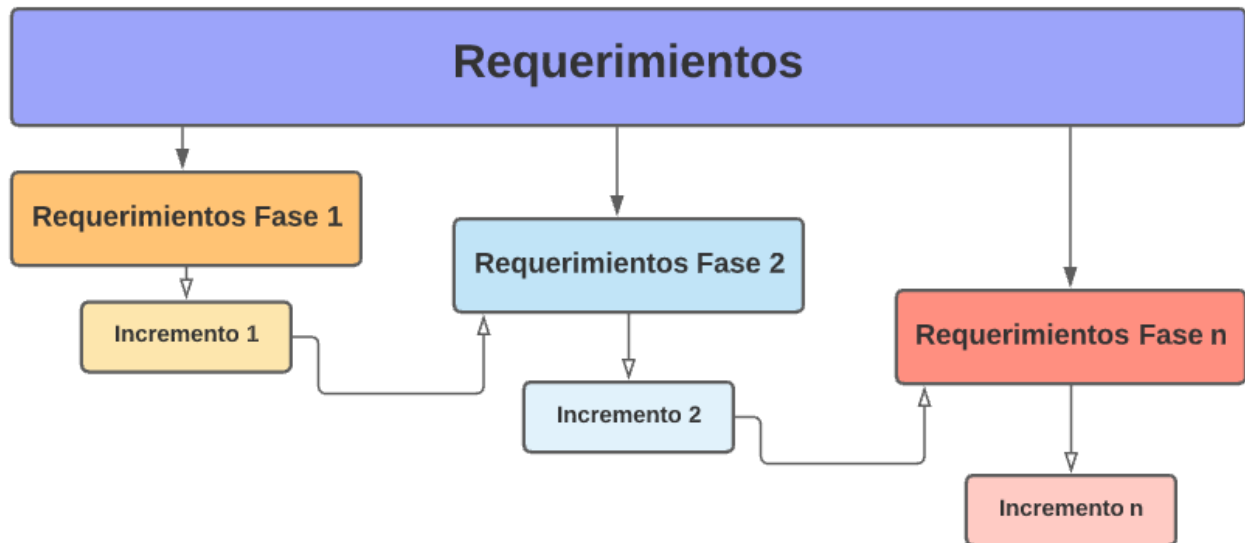 Requerimientos
Requerimientos Fase 1
Requerimientos Fase 2
Incremento 1
Requerimientos Fase n
Incremento 2
Incremento n